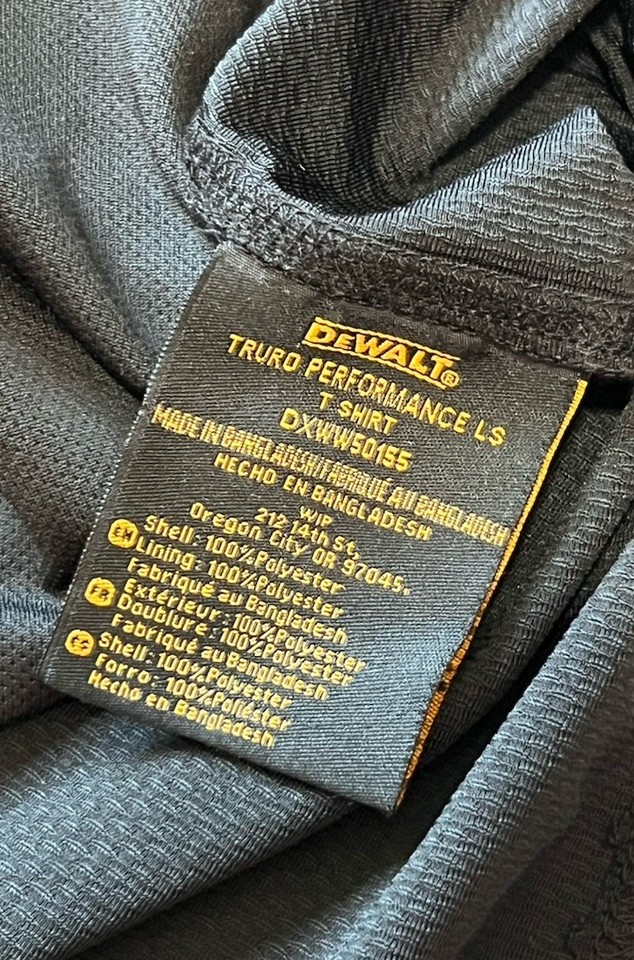 DEWALT®
TRURO PERFORMANCE LS
T SHIRT
DXWW50155
MADE IN BANGLADESH FABRIQUÉ AU BANGLADESH
HECHO EN BANGLADESH
WIP
212 14th St,
Oregon City OR 97045.
EN Shell: 100% Polyester
Lining: 100% Polyester
Fabriqué au Bangladesh
FR Extérieur: 100% Polyester
Doublure: 100% Polyester
Fabriqué au Bangladesh
ES Shell: 100% Polyester
Forro: 100% Poliéster
Hecho en Bangladesh